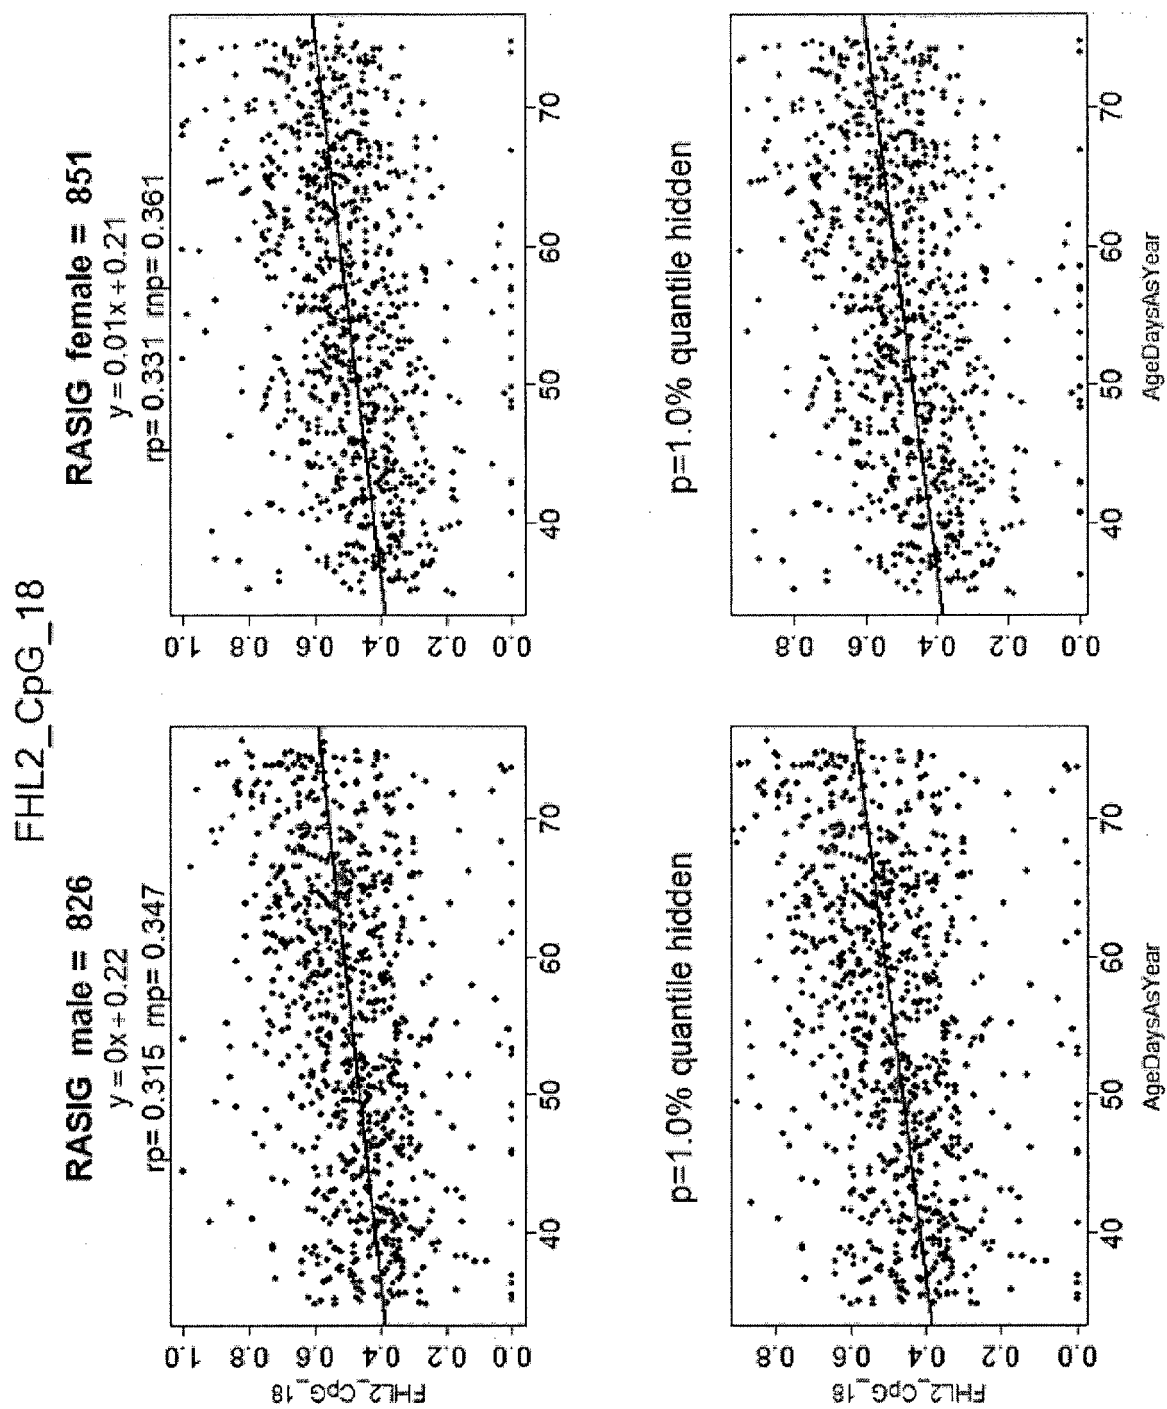 FHL2_CpG_18
RASIG male = 826
y = 0x + 0.22
rp= 0.315 rnp= 0.347
FHL2_CpG_18
0.0 0.2 0.4 0.6 0.8 1.0
40 50 60 70
RASIG female = 851
y = 0.01x + 0.21
rp= 0.331 rnp= 0.361
0.0 0.2 0.4 0.6 0.8 1.0
40 50 60 70
p=1.0% quantile hidden
FHL2_CpG_18
0.0 0.2 0.4 0.6 0.8
40 50 60 70
AgeDaysAsYear
p=1.0% quantile hidden
0.0 0.2 0.4 0.6 0.8
40 50 60 70
AgeDaysAsYear